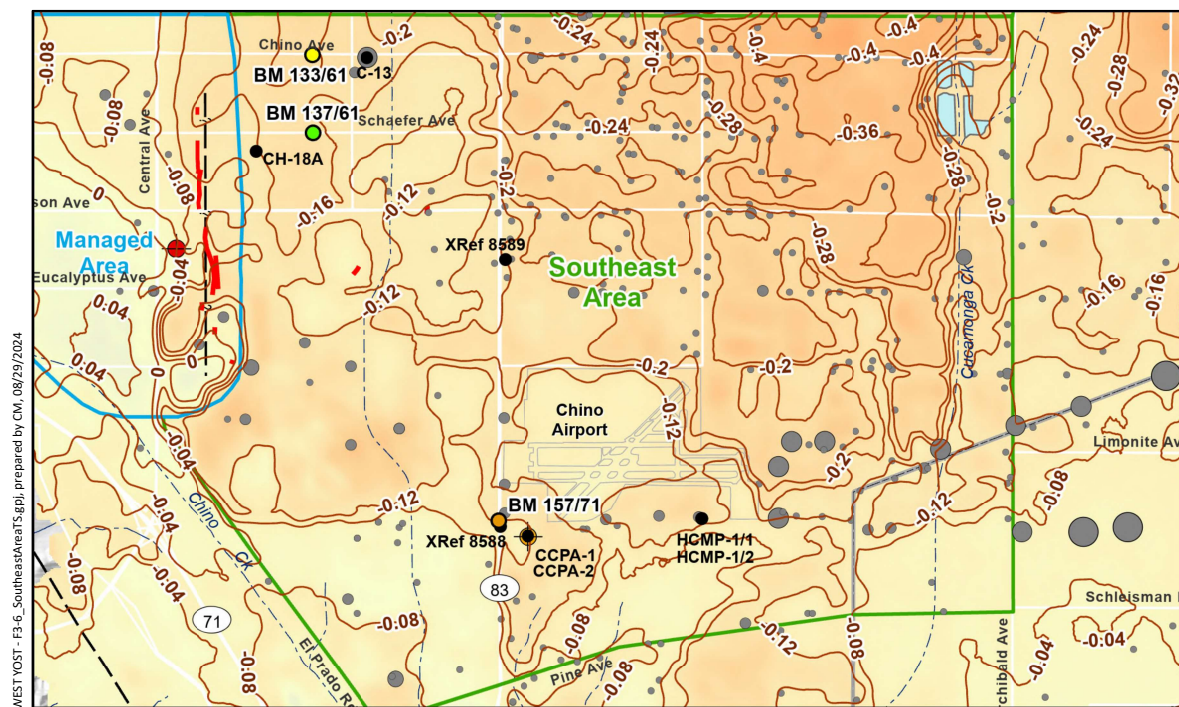 -0.08
Chino Ave
-0.2
-0.24
-0.24
-0.4
-0.4
-0.4
-0.4
-0.24
-0.28
-0.32
BM 133/61
C-13
-0.08
BM 137/61
Schaefer Ave
-0.24
-0.28
-0.36
-0.24
Central Ave
-0.08
CH-18A
-0.28
-0.2
-0.16
-0.12
-0.2
son Ave
0
Managed
Area
XRef 8589
Southeast
Area
-0.28
Eucalyptus Ave
-0.04
-0.16
-0.16
0.04
-0.12
Cucamonga Ck
0
0.04
0
-0.2
-0.2
Chino
Airport
-0.12
-0.04
Limonite Av
-0.2
-0.04
Chino
Ck
-0.12
-0.12
-0.08
BM 157/71
XRef 8588
CCPA-1
CCPA-2
HCMP-1/1
HCMP-1/2
-0.08
-0.04
83
Schleisman
71
-0.08
-0.08
-0.12
-0.08
-0.04
-0.04
El Prado Ro
-0.08
-0.08
Pine Ave
rchibald Ave
WEST YOST - F3-6_SoutheastAreaTS.gpj, prepared by CM, 08/29/2024